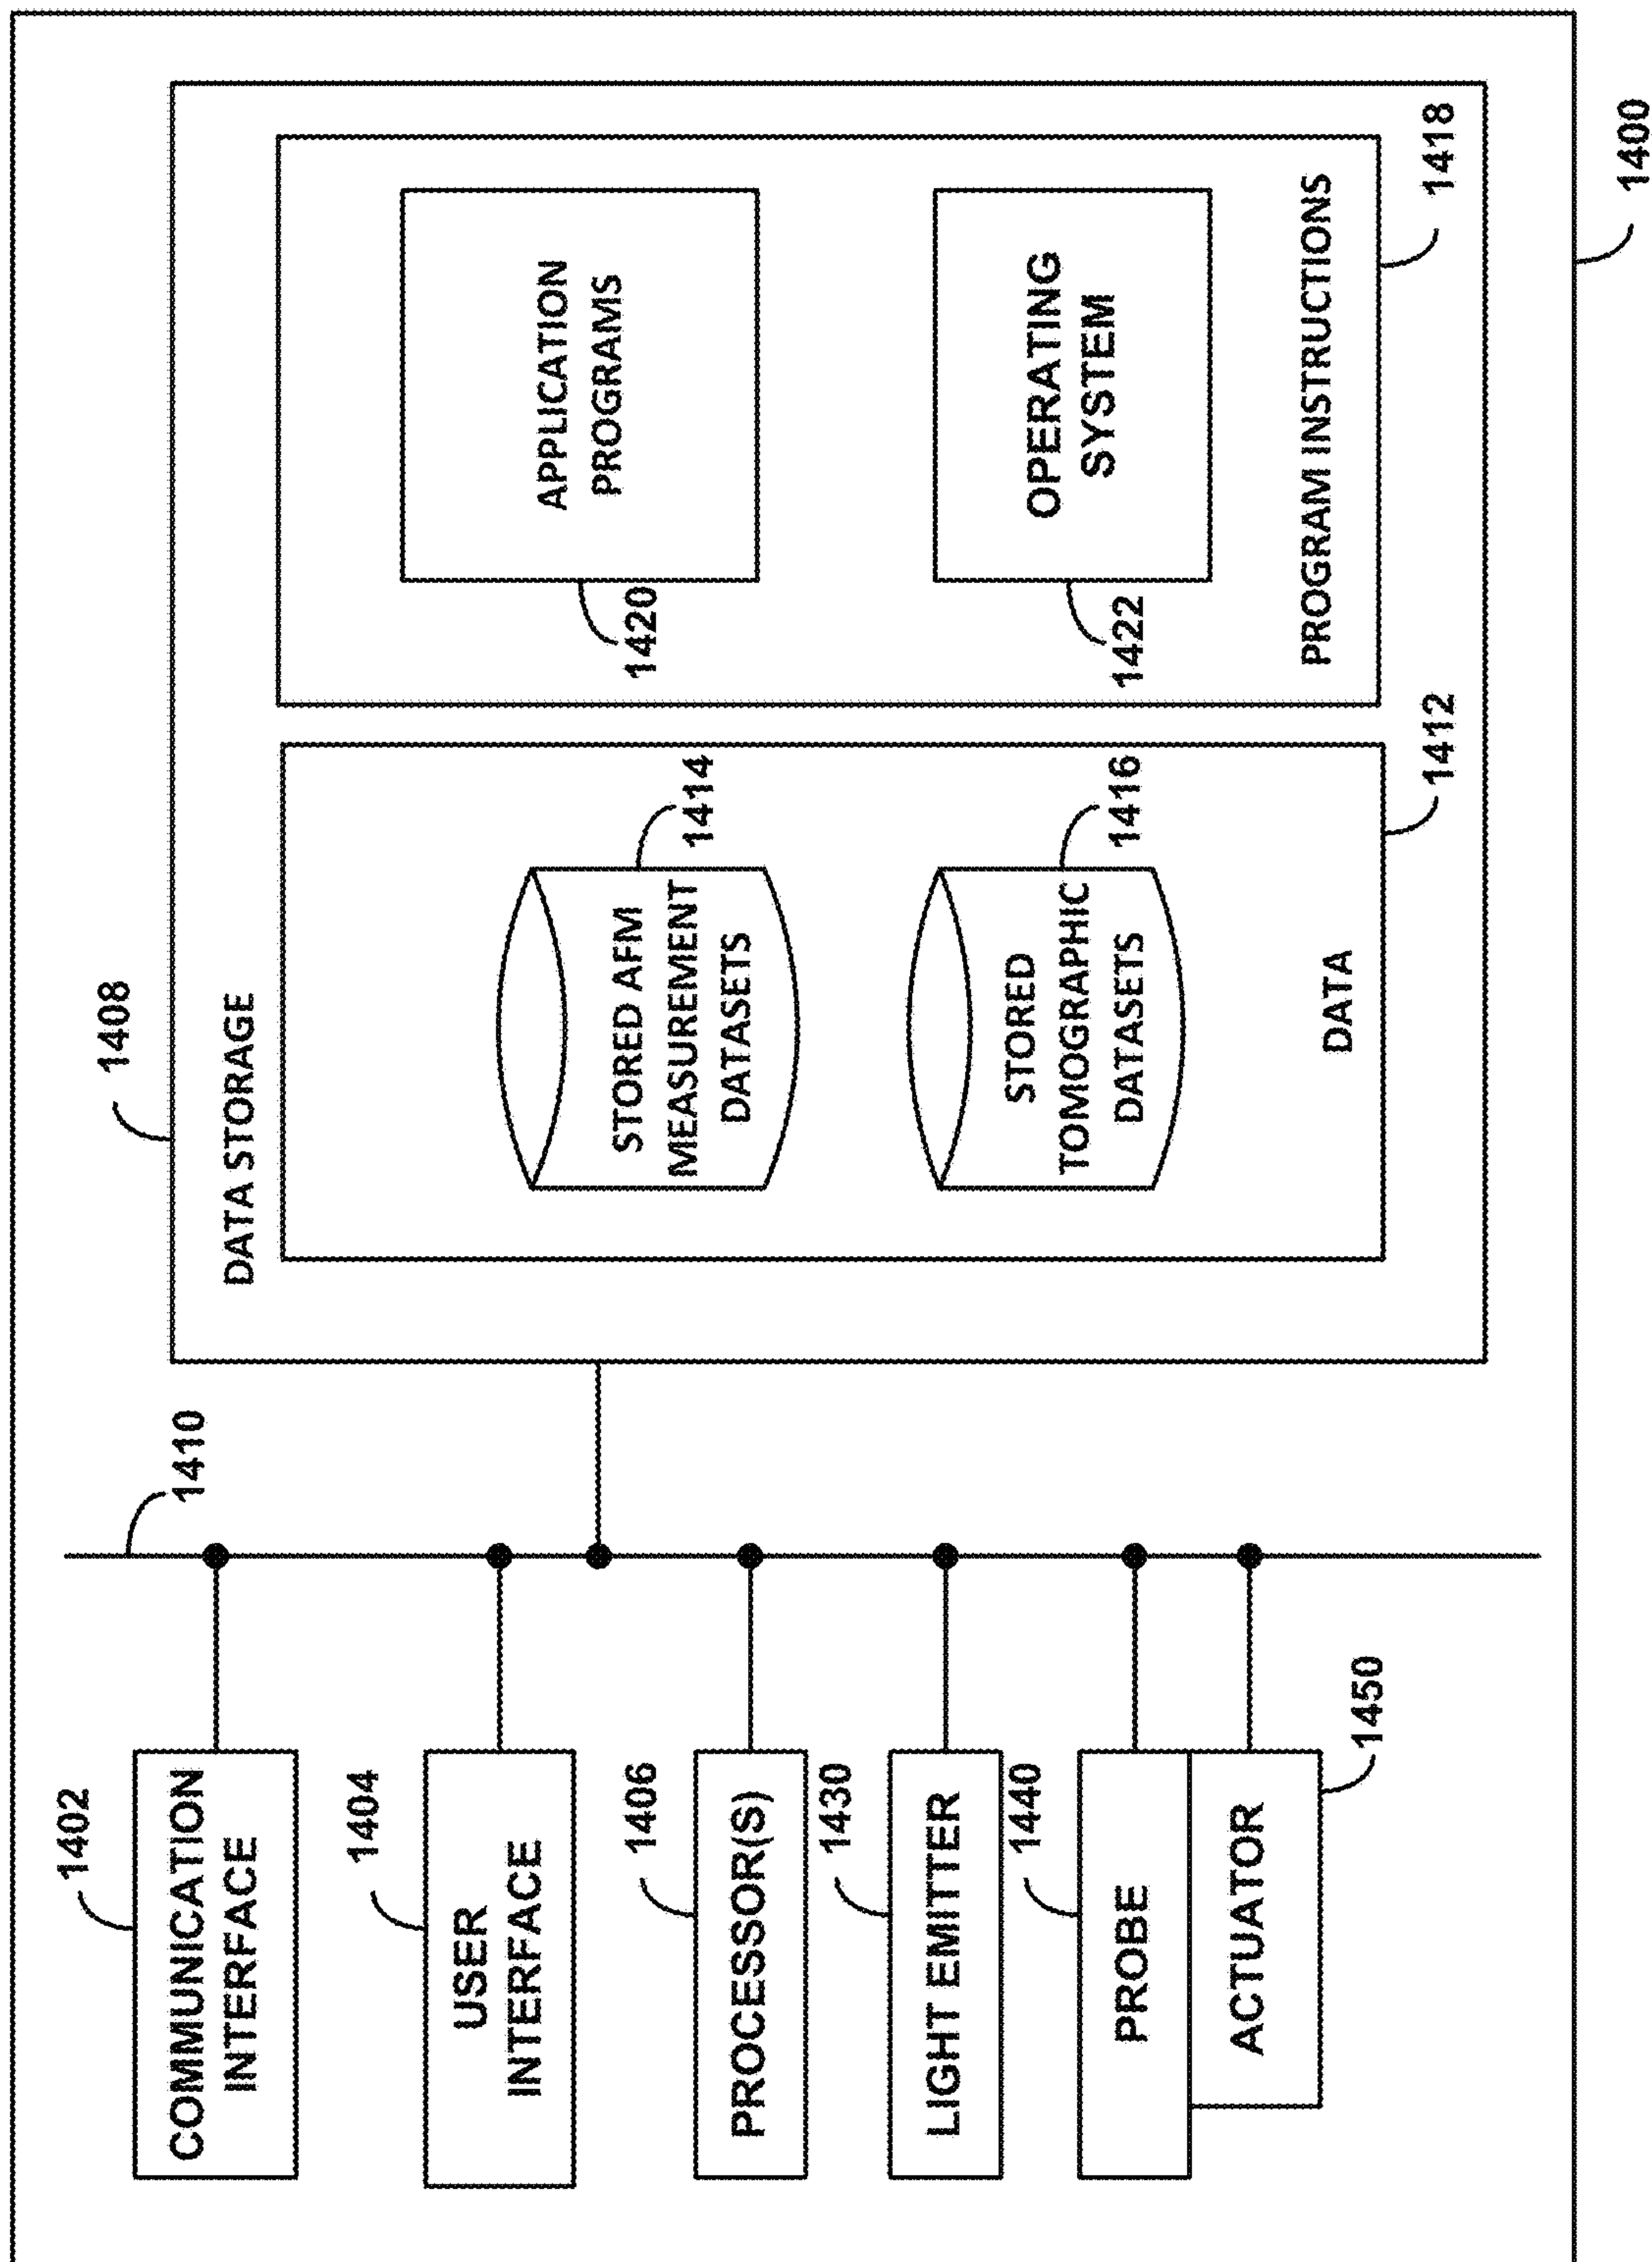 1402
COMMUNICATION
INTERFACE
1404
USER
INTERFACE
1406
PROCESSOR(S)
1430
LIGHT EMITTER
1440
PROBE
ACTUATOR
1450
1410
1408
DATA STORAGE
STORED AFM
MEASUREMENT
DATASETS
1414
STORED
TOMOGRAPHIC
DATASETS
1416
DATA
1412
APPLICATION
PROGRAMS
1420
OPERATING
SYSTEM
1422
PROGRAM INSTRUCTIONS
1418
1400